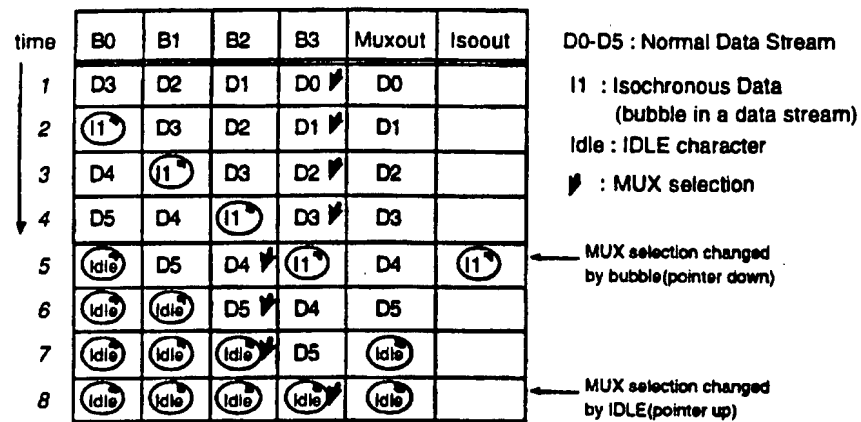 time B0 B1 B2 B3 Muxout Isoout
1 D3 D2 D1 D0 D0
2 I1 D3 D2 D1 D1
3 D4 I1 D3 D2 D2
4 D5 D4 I1 D3 D3
5 Idle D5 D4 I1 D4 I1
6 Idle Idle D5 D4 D5
7 Idle Idle Idle D5 Idle
8 Idle Idle Idle Idle Idle
D0-D5 : Normal Data Stream
I1 : Isochronous Data
(bubble in a data stream)
Idle : IDLE character
: MUX selection
MUX selection changed
by bubble(pointer down)
MUX selection changed
by IDLE(pointer up)